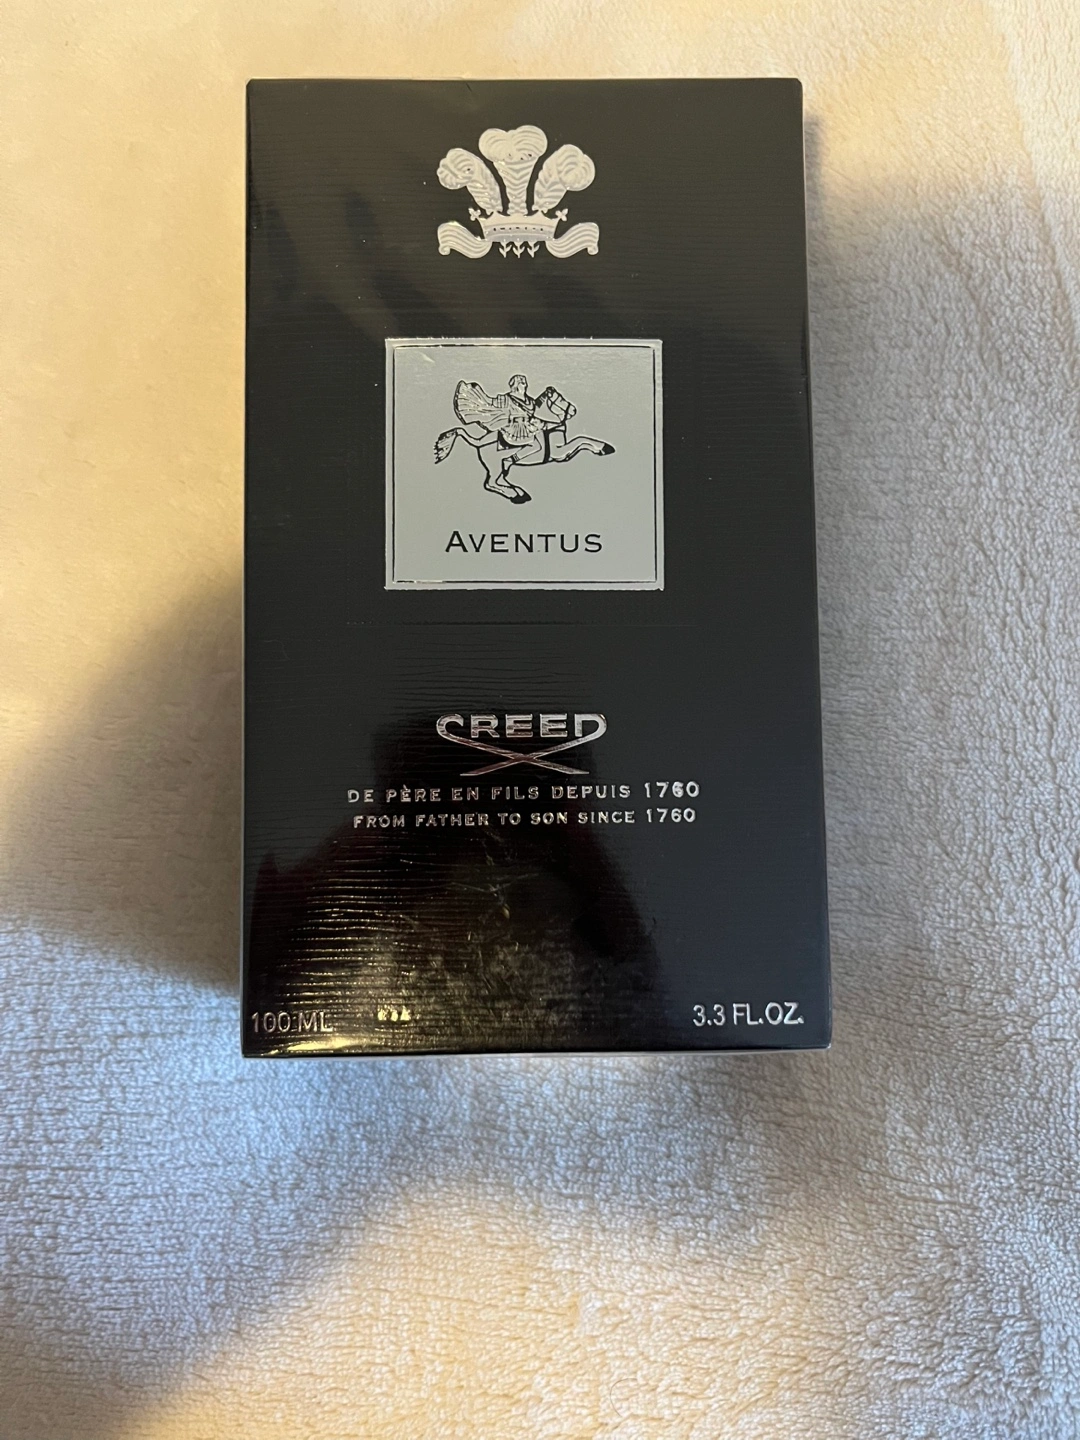 AVENTUS
CREED
DE PÈRE EN FILS DEPUIS 1760
FROM FATHER TO SON SINCE 1760
100 ML
3.3 FL.OZ.